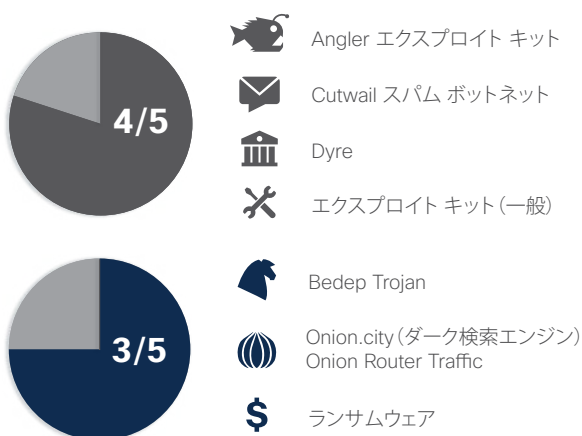 4/5
Angler エクスプロイト キット
Cutwail スパム ボットネット
Dyre
エクスプロイト キット（一般）
3/5
Bedep Trojan
Onion.city（ダーク検索エンジン）
Onion Router Traffic
ランサムウェア